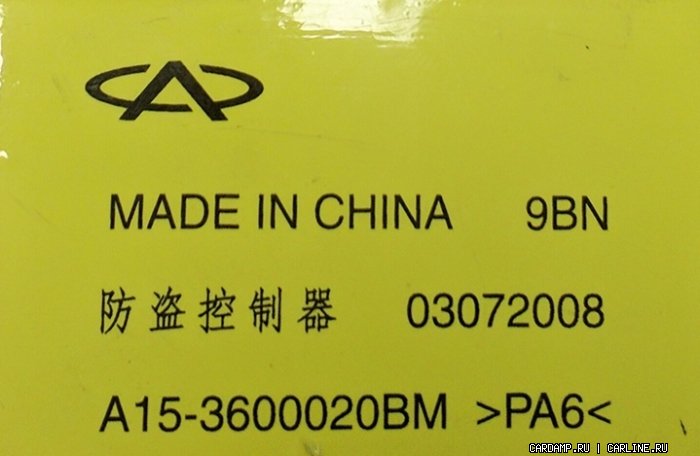 MADE IN CHINA 9BN
防盗控制器 03072008
A15-3600020BM >PA6<
CARDAMP.RU | CARLINE.RU